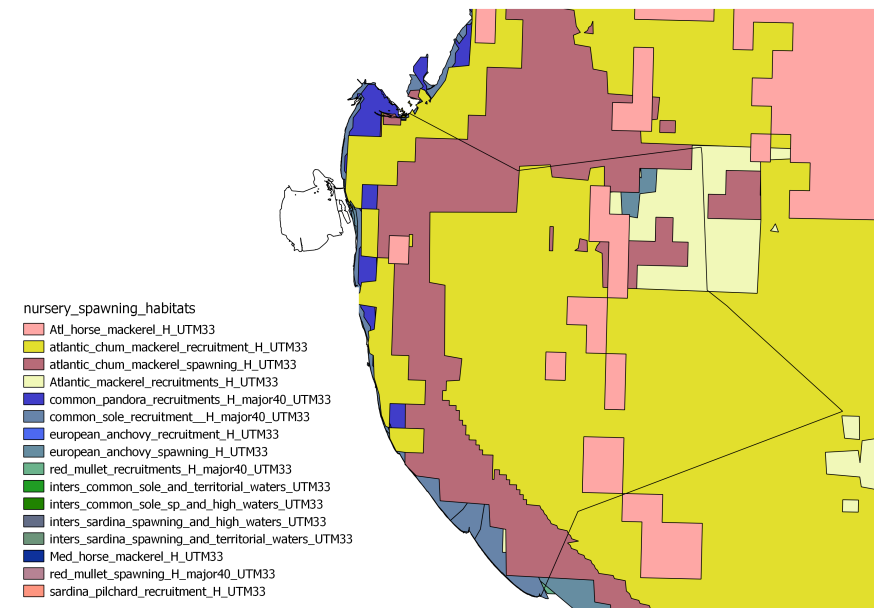 nursery_spawning_habitats
Atl_horse_mackerel_H_UTM33
atlantic_chum_mackerel_recruitment_H_UTM33
atlantic_chum_mackerel_spawning_H_UTM33
Atlantic_mackerel_recruitments_H_UTM33
common_pandora_recruitments_H_major40_UTM33
common_sole_recruitment__H_major40_UTM33
european_anchovy_recruitment_H_UTM33
european_anchovy_spawning_H_UTM33
red_mullet_recruitments_H_major40_UTM33
inters_common_sole_and_territorial_waters_UTM33
inters_common_sole_sp_and_high_waters_UTM33
inters_sardina_spawning_and_high_waters_UTM33
inters_sardina_spawning_and_territorial_waters_UTM33
Med_horse_mackerel_H_UTM33
red_mullet_spawning_H_major40_UTM33
sardina_pilchard_recruitment_H_UTM33